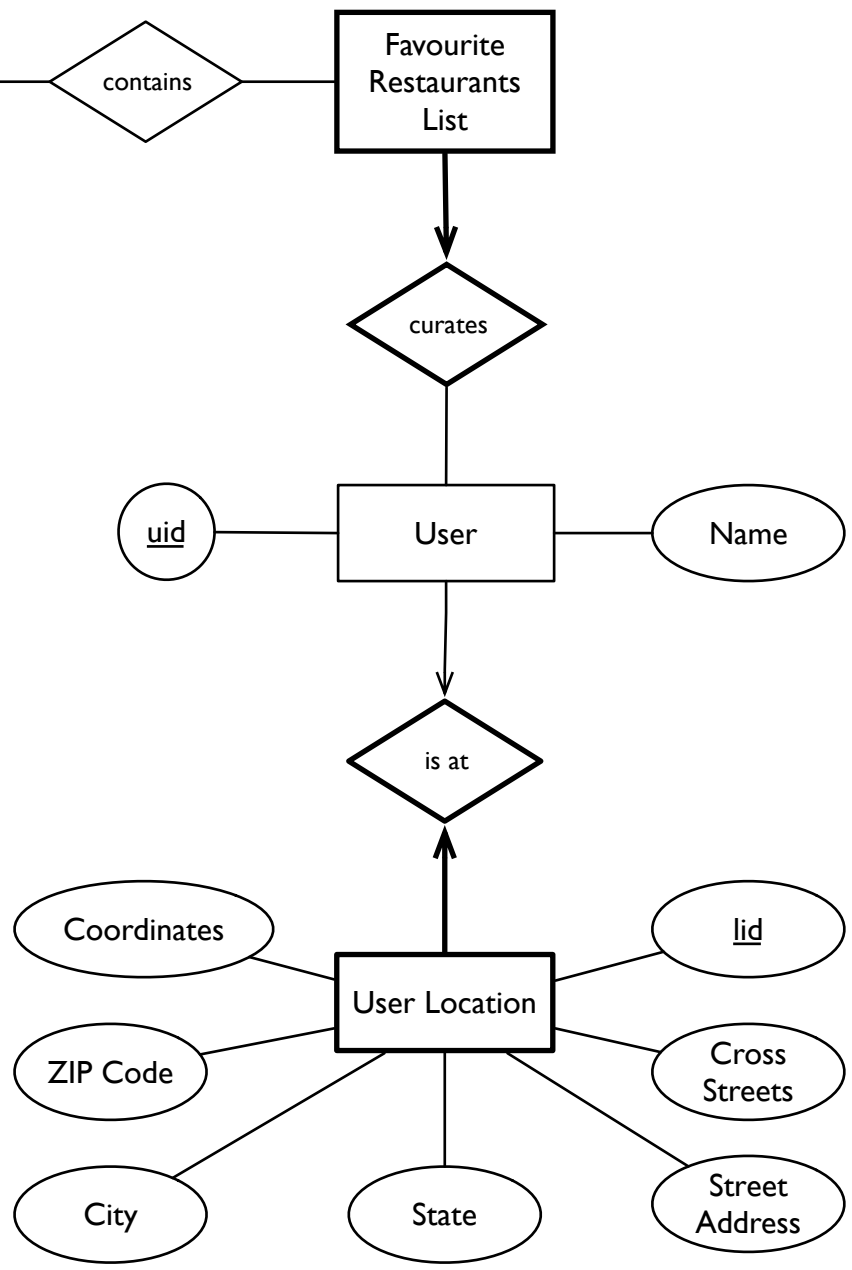 contains
Favourite
Restaurants
List
curates
uid
User
Name
is at
Coordinates
lid
User Location
ZIP Code
Cross
Streets
City
State
Street
Address